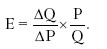 E = ΔQ/ΔP × P/Q.